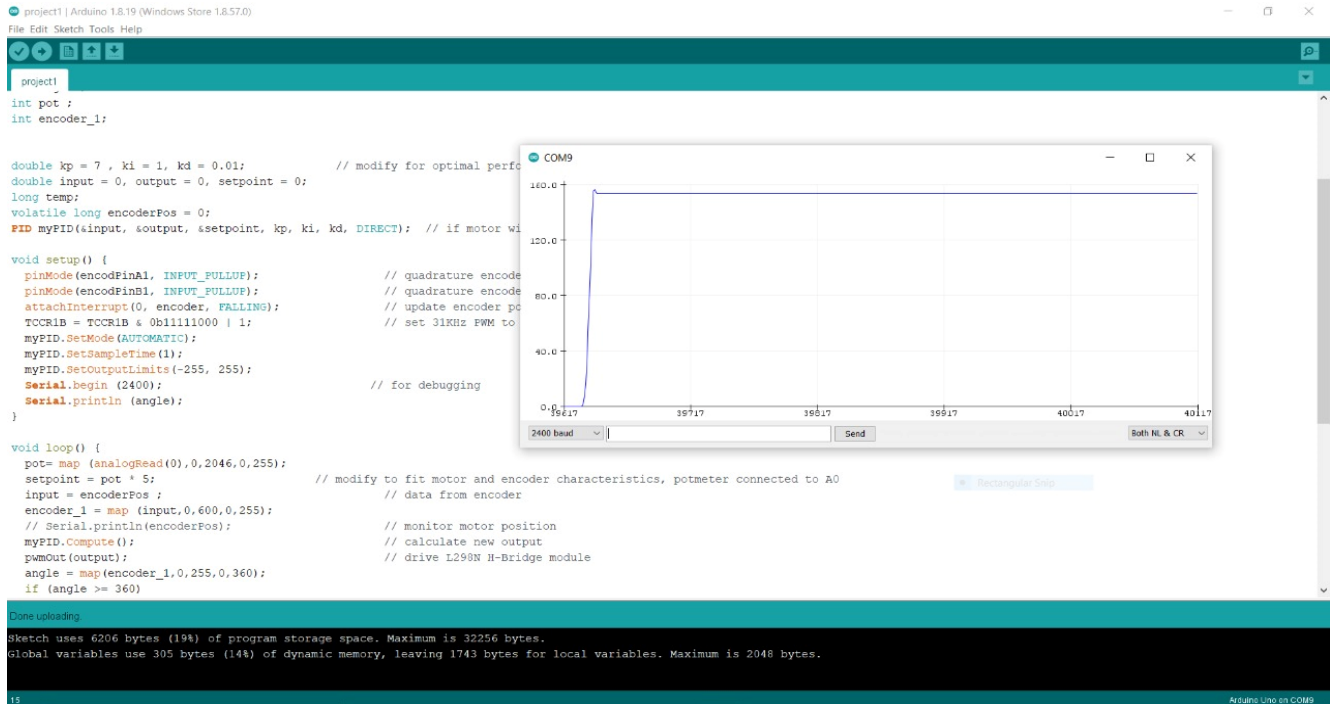 project1 | Arduino 1.8.19 (Windows Store 1.8.57.0)
File Edit Sketch Tools Help
project1
int pot ;
int encoder_1;
double kp = 7 , ki = 1, kd = 0.01; // modify for optimal perfo
double input = 0, output = 0, setpoint = 0;
long temp;
volatile long encoderPos = 0;
PID myPID(&input, &output, &setpoint, kp, ki, kd, DIRECT); // if motor wi
void setup() {
pinMode(encodPinA1, INPUT_PULLUP); // quadrature encode
pinMode(encodPinB1, INPUT_PULLUP); // quadrature encode
attachInterrupt(0, encoder, FALLING); // update encoder po
TCCR1B = TCCR1B & 0b11111000 | 1; // set 31KHz PWM to
myPID.SetMode(AUTOMATIC);
myPID.SetSampleTime(1);
myPID.SetOutputLimits(-255, 255);
Serial.begin (2400); // for debugging
Serial.println (angle);
}
void loop() {
pot= map (analogRead(0),0,2046,0,255);
setpoint = pot * 5; // modify to fit motor and encoder characteristics, potmeter connected to A0
input = encoderPos ; // data from encoder
encoder_1 = map (input,0,600,0,255);
// Serial.println(encoderPos); // monitor motor position
myPID.Compute(); // calculate new output
pwmOut(output); // drive L298N H-Bridge module
angle = map(encoder_1,0,255,0,360);
if (angle >= 360)
COM9
160.0
120.0
80.0
40.0
0.0
39617 39717 39817 39917 40017 40117
2400 baud Send Both NL & CR
Rectangular Snip
Done uploading.
Sketch uses 6206 bytes (19%) of program storage space. Maximum is 32256 bytes.
Global variables use 305 bytes (14%) of dynamic memory, leaving 1743 bytes for local variables. Maximum is 2048 bytes.
15 Arduino Uno on COM9